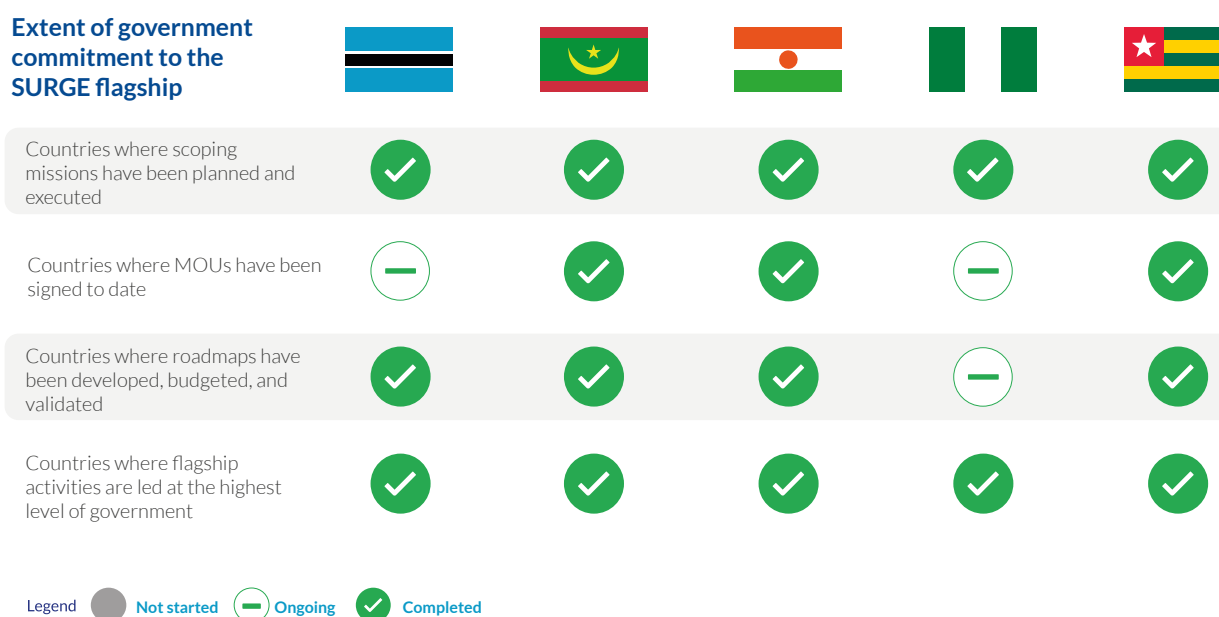 Extent of government
commitment to the
SURGE flagship
Countries where scoping
missions have been planned and
executed
Countries where MOUs have been
signed to date
Countries where roadmaps have
been developed, budgeted, and
validated
Countries where flagship
activities are led at the highest
level of government
Legend Not started Ongoing Completed